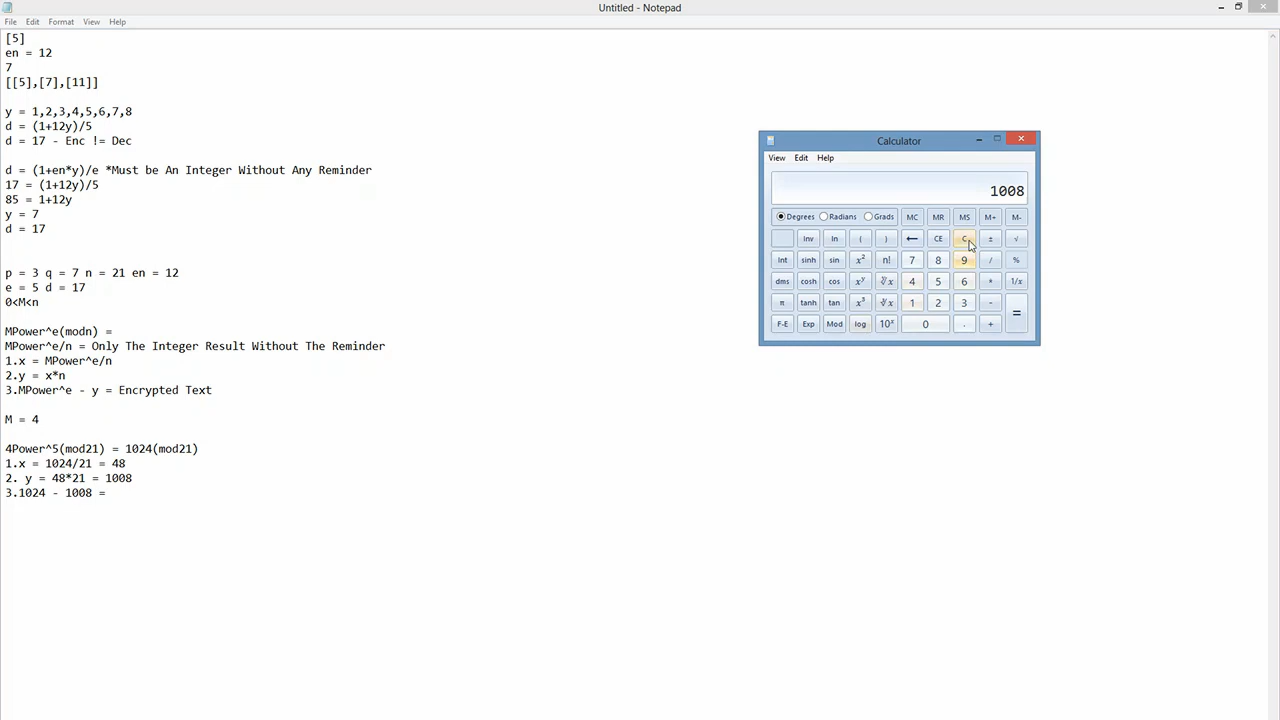 Untitled - Notepad
File Edit Format View Help
[5]
en = 12
7
[[5],[7],[11]]
y = 1,2,3,4,5,6,7,8
d = (1+12y)/5
d = 17 - Enc != Dec
d = (1+en*y)/e *Must be An Integer Without Any Reminder
17 = (1+12y)/5
85 = 1+12y
y = 7
d = 17
p = 3 q = 7 n = 21 en = 12
e = 5 d = 17
0<M<n
MPower^e(modn) =
MPower^e/n = Only The Integer Result Without The Reminder
1.x = MPower^e/n
2.y = x*n
3.MPower^e - y = Encrypted Text
M = 4
4Power^5(mod21) = 1024(mod21)
1.x = 1024/21 = 48
2. y = 48*21 = 1008
3.1024 - 1008 =
Calculator
View Edit Help
1008
Degrees Radians Grads MC MR MS M+ M-
Inv ln ( ) ← CE C ± √
Int sinh sin x² n! 7 8 9 / %
dms cosh cos xʸ ʸ√x 4 5 6 * 1/x
π tanh tan x³ ³√x 1 2 3 - =
F-E Exp Mod log 10ˣ 0 . +